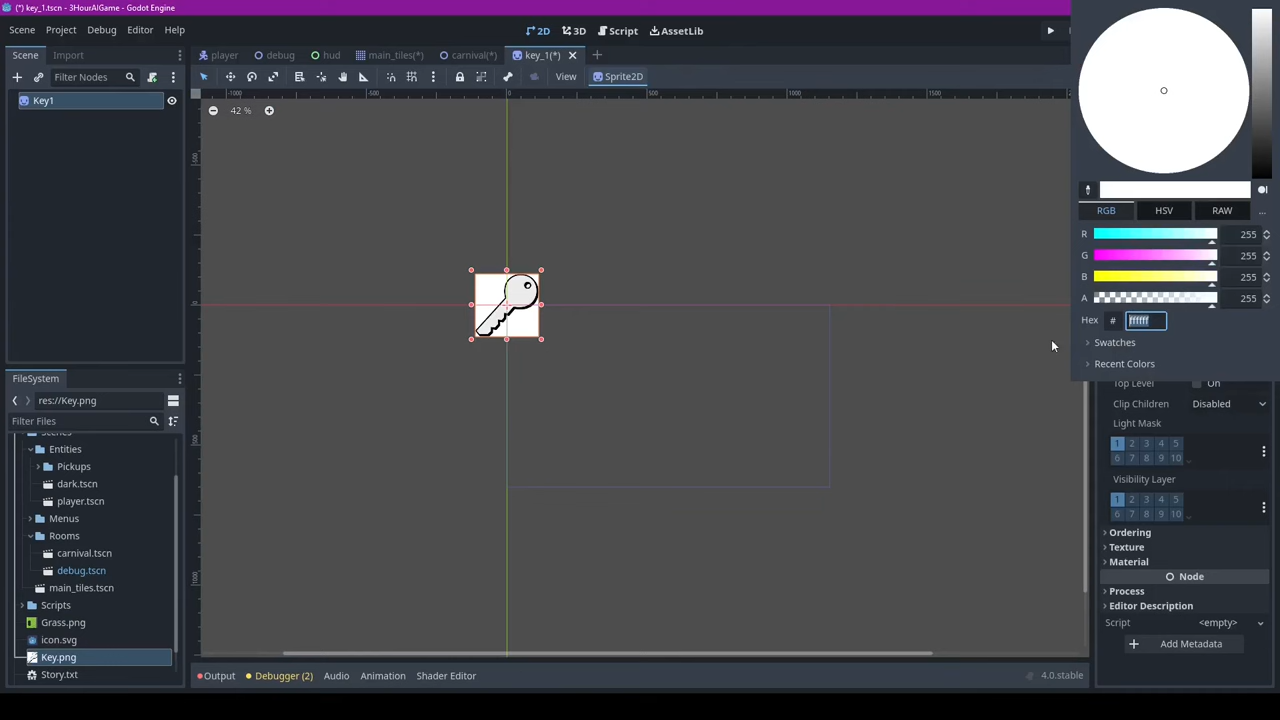 (*) key_1.tscn - 3HourAIGame - Godot Engine
Scene Project Debug Editor Help
2D 3D Script AssetLib
Scene Import
player debug hud main_tiles(*) carnival(*) key_1(*)
Filter Nodes
View Sprite2D
Key1
-1000 -500 0 500 1000
42 %
RGB HSV RAW ...
R 255
G 255
B 255
A 255
Hex # ffffff
Swatches
Recent Colors
Top Level On
Clip Children Disabled
Light Mask
1 2 3 4 5
6 7 8 9 10
Visibility Layer
1 2 3 4 5
6 7 8 9 10
Ordering
Texture
Material
Node
Process
Editor Description
Script <empty>
Add Metadata
FileSystem
res://Key.png
Filter Files
Entities
Pickups
dark.tscn
player.tscn
Menus
Rooms
carnival.tscn
debug.tscn
main_tiles.tscn
Scripts
Grass.png
icon.svg
Key.png
Story.txt
Output Debugger (2) Audio Animation Shader Editor 4.0.stable